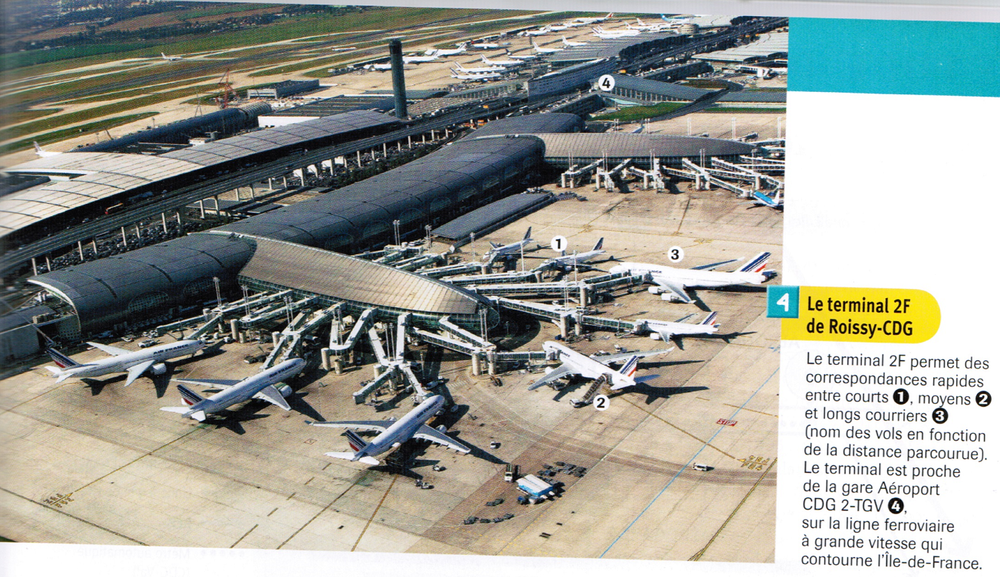 4
1
3
2
4
Le terminal 2F
de Roissy-CDG
Le terminal 2F permet des
correspondances rapides
entre courts ❶, moyens ❷
et longs courriers ❸
(nom des vols en fonction
de la distance parcourue).
Le terminal est proche
de la gare Aéroport
CDG 2-TGV ❹,
sur la ligne ferroviaire
à grande vitesse qui
contourne l'Île-de-France.
STOP